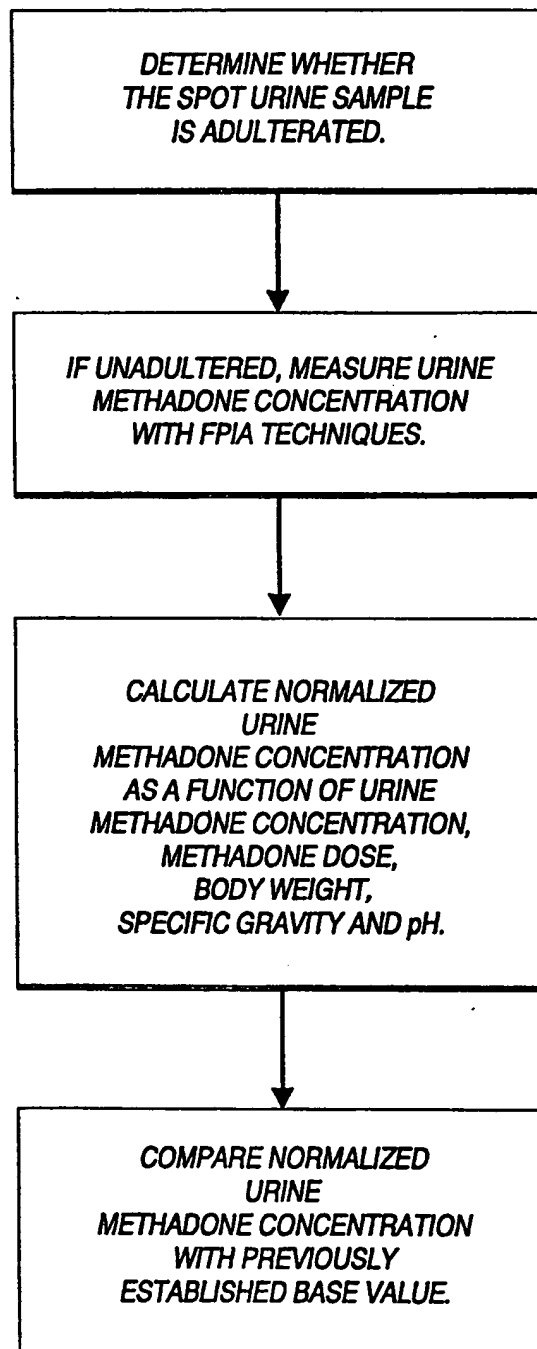 DETERMINE WHETHER
THE SPOT URINE SAMPLE
IS ADULTERATED.
IF UNADULTERED, MEASURE URINE
METHADONE CONCENTRATION
WITH FPIA TECHNIQUES.
CALCULATE NORMALIZED
URINE
METHADONE CONCENTRATION
AS A FUNCTION OF URINE
METHADONE CONCENTRATION,
METHADONE DOSE,
BODY WEIGHT,
SPECIFIC GRAVITY AND pH.
COMPARE NORMALIZED
URINE
METHADONE CONCENTRATION
WITH PREVIOUSLY
ESTABLISHED BASE VALUE.